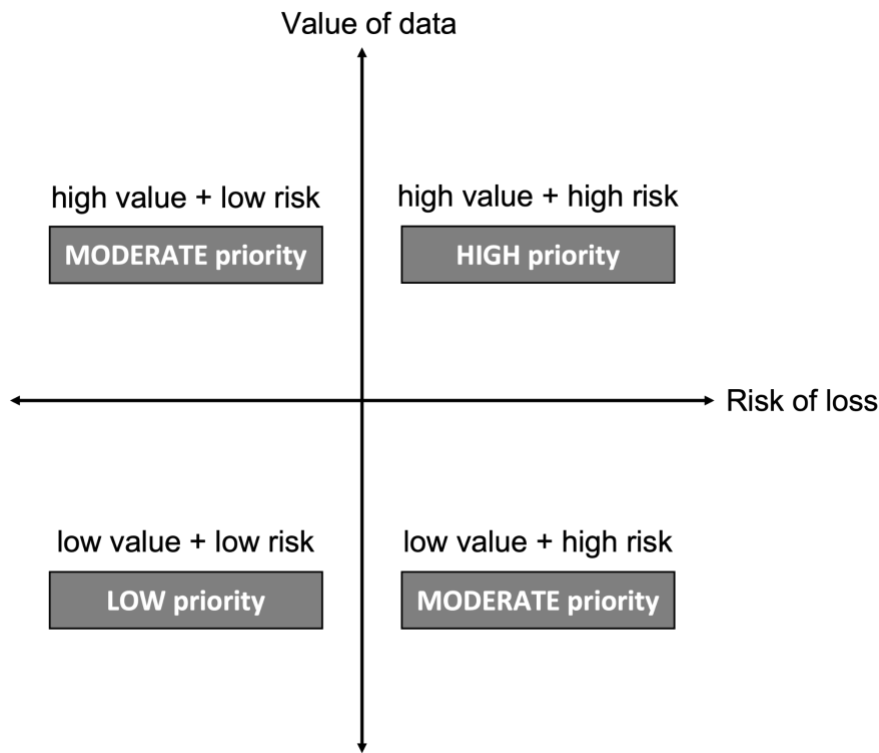 Value of data
high value + low risk
MODERATE priority
high value + high risk
HIGH priority
Risk of loss
low value + low risk
LOW priority
low value + high risk
MODERATE priority